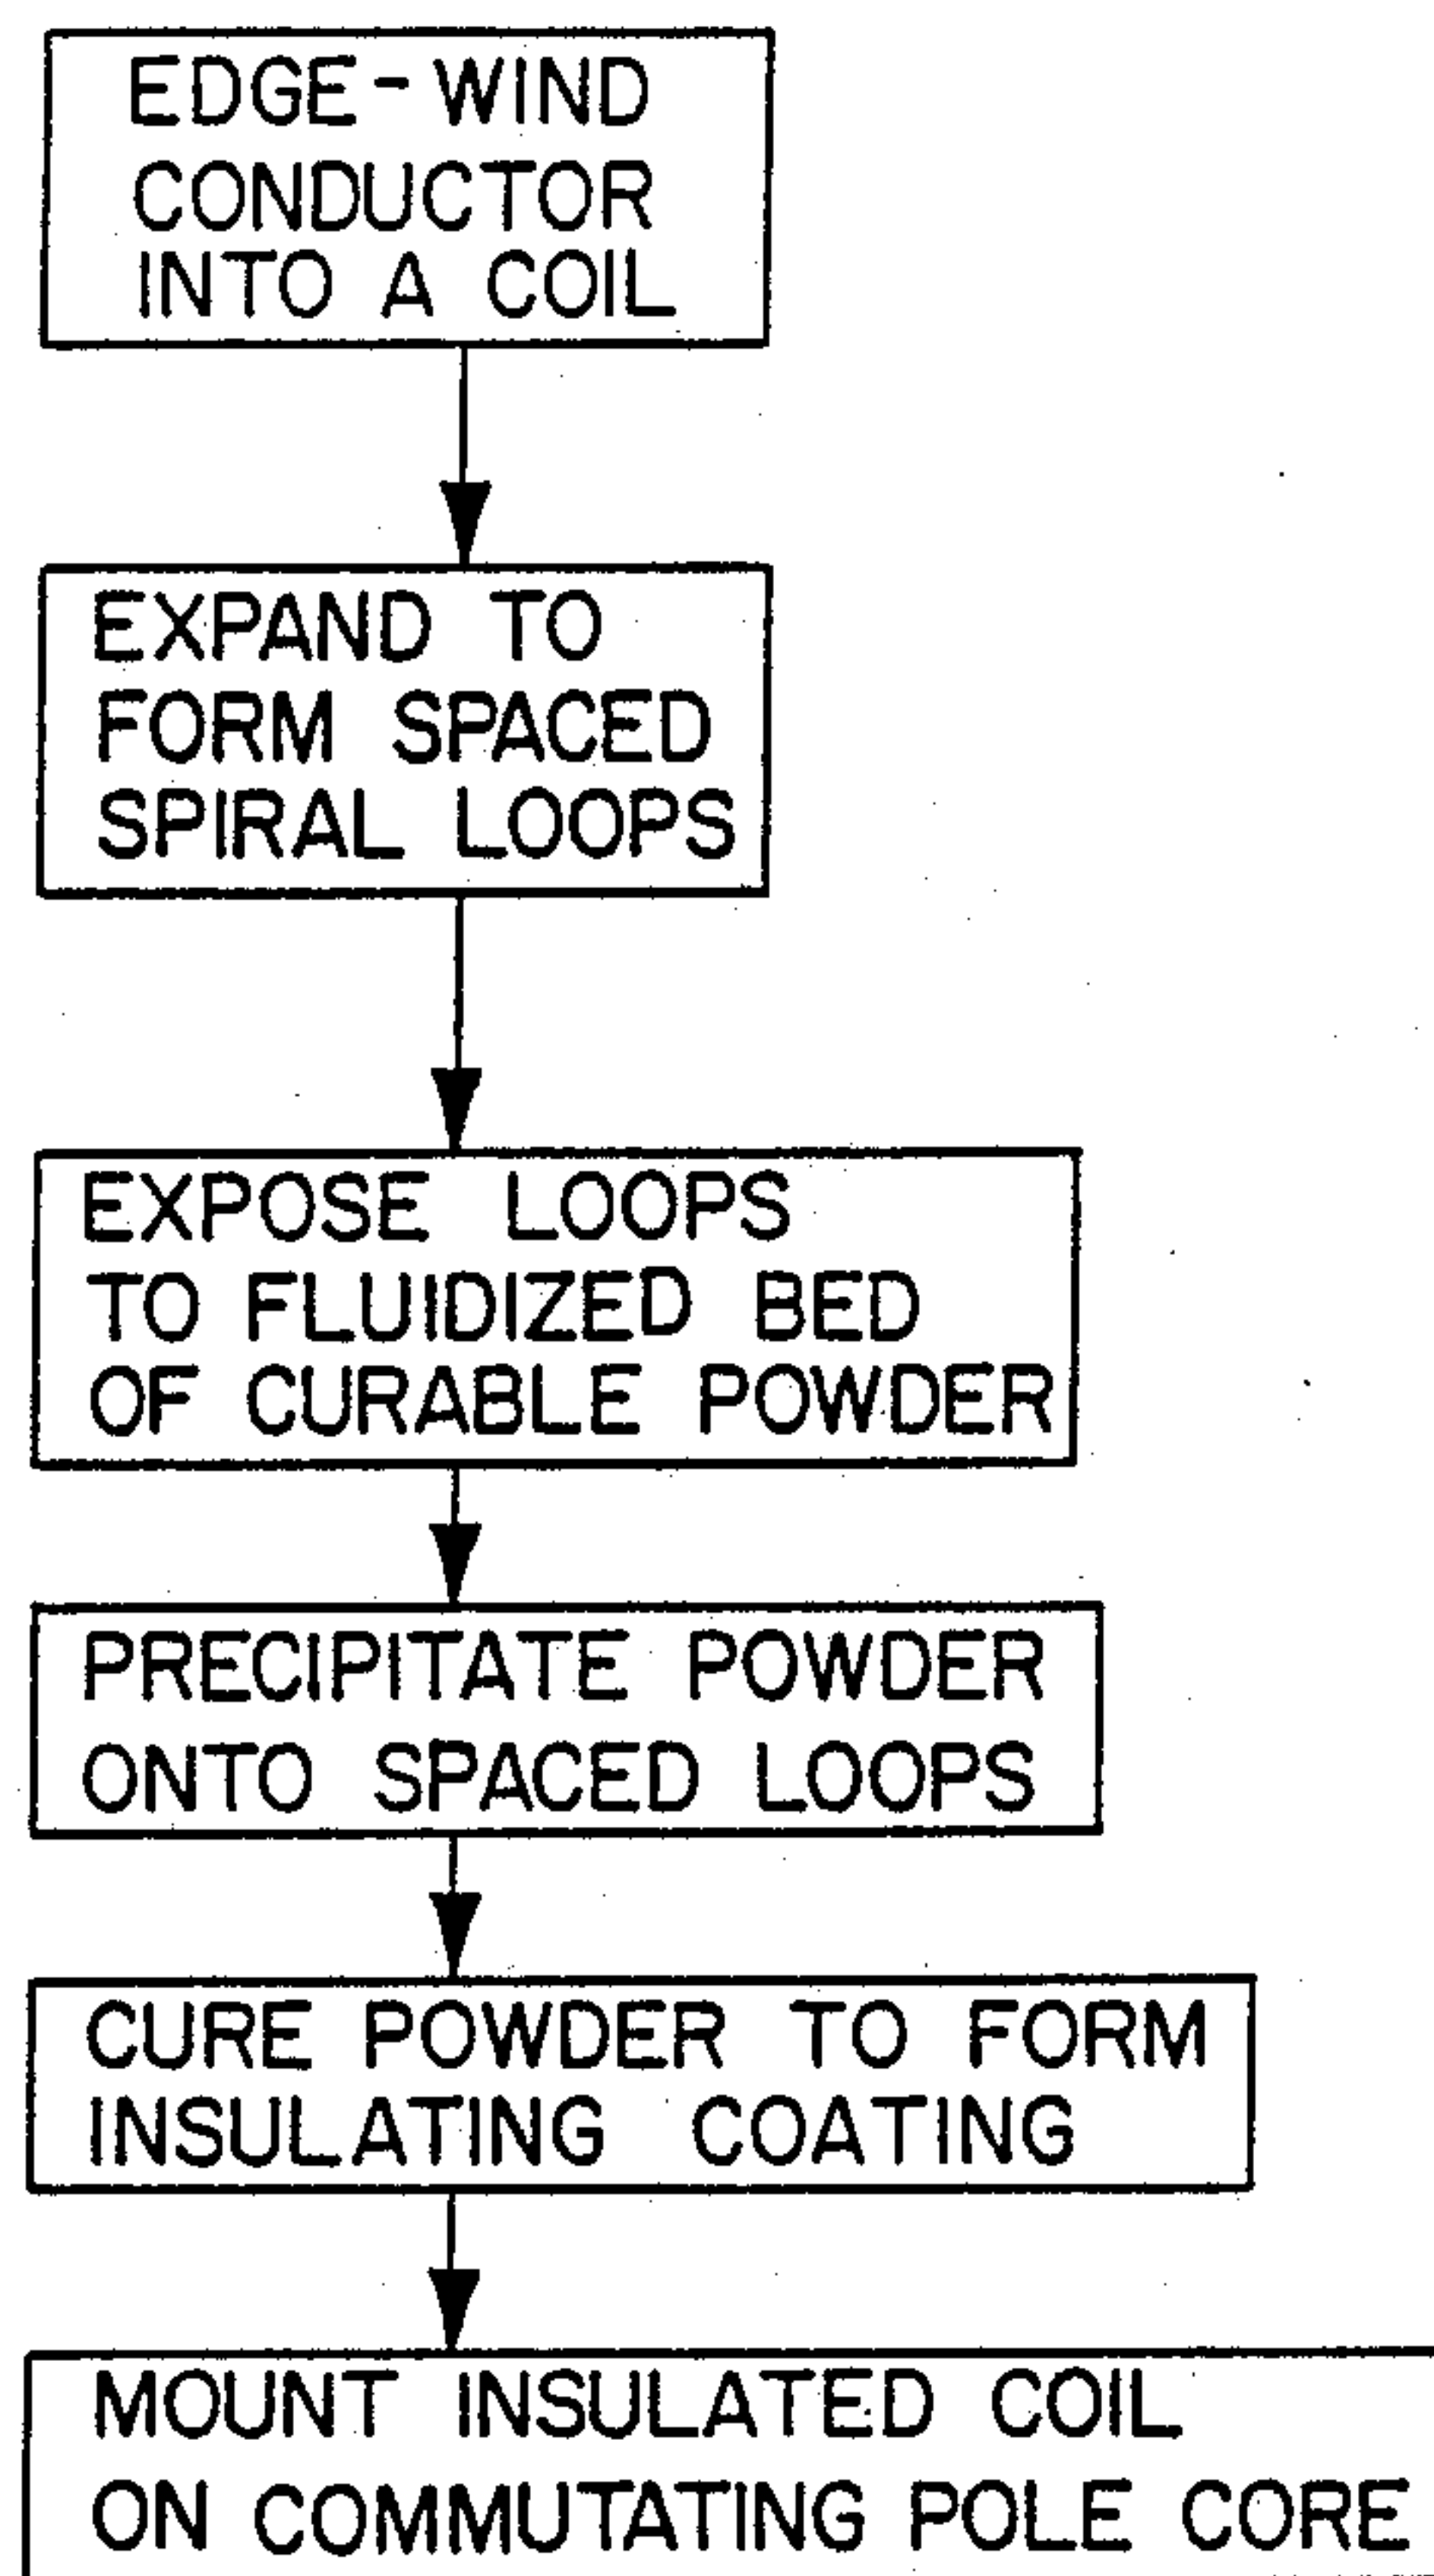 EDGE-WIND
CONDUCTOR
INTO A COIL
EXPAND TO
FORM SPACED
SPIRAL LOOPS
EXPOSE LOOPS
TO FLUIDIZED BED
OF CURABLE POWDER
PRECIPITATE POWDER
ONTO SPACED LOOPS
CURE POWDER TO FORM
INSULATING COATING
MOUNT INSULATED COIL
ON COMMUTATING POLE CORE